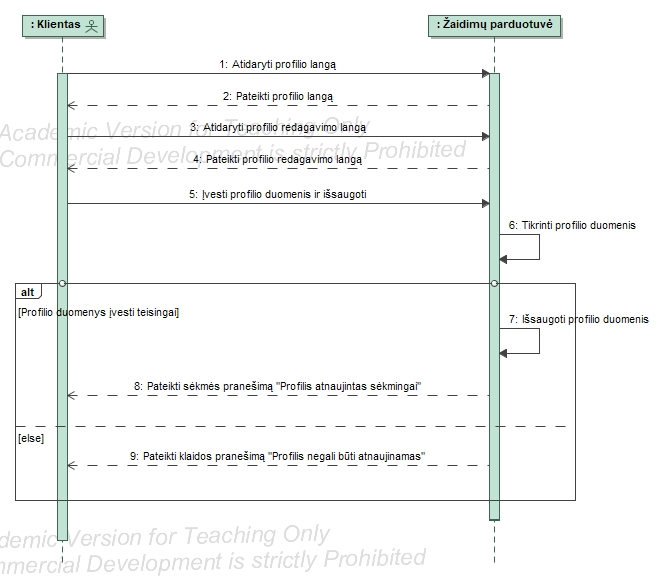 : Klientas
: Žaidimų parduotuvė
1: Atidaryti profilio langą
2: Pateikti profilio langą
Academic Version for Teaching Only
3: Atidaryti profilio redagavimo langą
Commercial Development is strictly Prohibited
4: Pateikti profilio redagavimo langą
5: Įvesti profilio duomenis ir išsaugoti
6: Tikrinti profilio duomenis
alt
[Profilio duomenys įvesti teisingai]
7: Išsaugoti profilio duomenis
8: Pateikti sėkmės pranešimą "Profilis atnaujintas sėkmingai"
[else]
9: Pateikti klaidos pranešimą "Profilis negali būti atnaujinamas"
ademic Version for Teaching Only
mmercial Development is strictly Prohibited